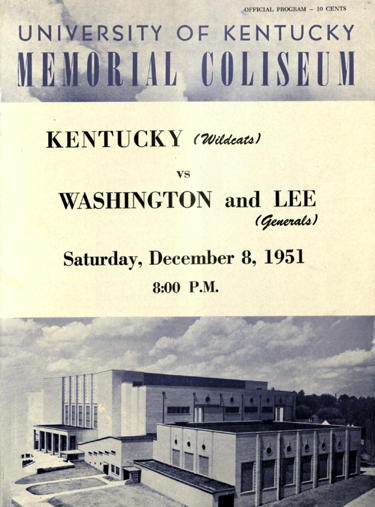 OFFICIAL PROGRAM – 10 CENTS
UNIVERSITY OF KENTUCKY
MEMORIAL COLISEUM
KENTUCKY (Wildcats)
vs
WASHINGTON and LEE
(Generals)
Saturday, December 8, 1951
8:00 P.M.